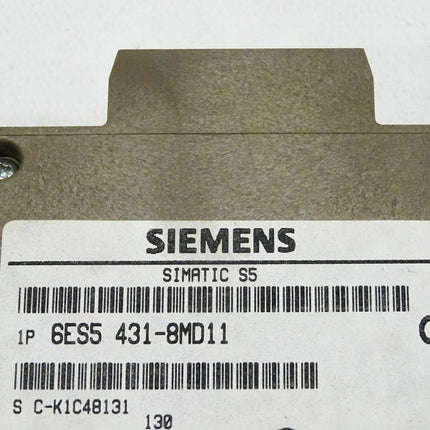 SIEMENS
SIMATIC S5
1P 6ES5 431-8MD11
S C-K1C48131
130